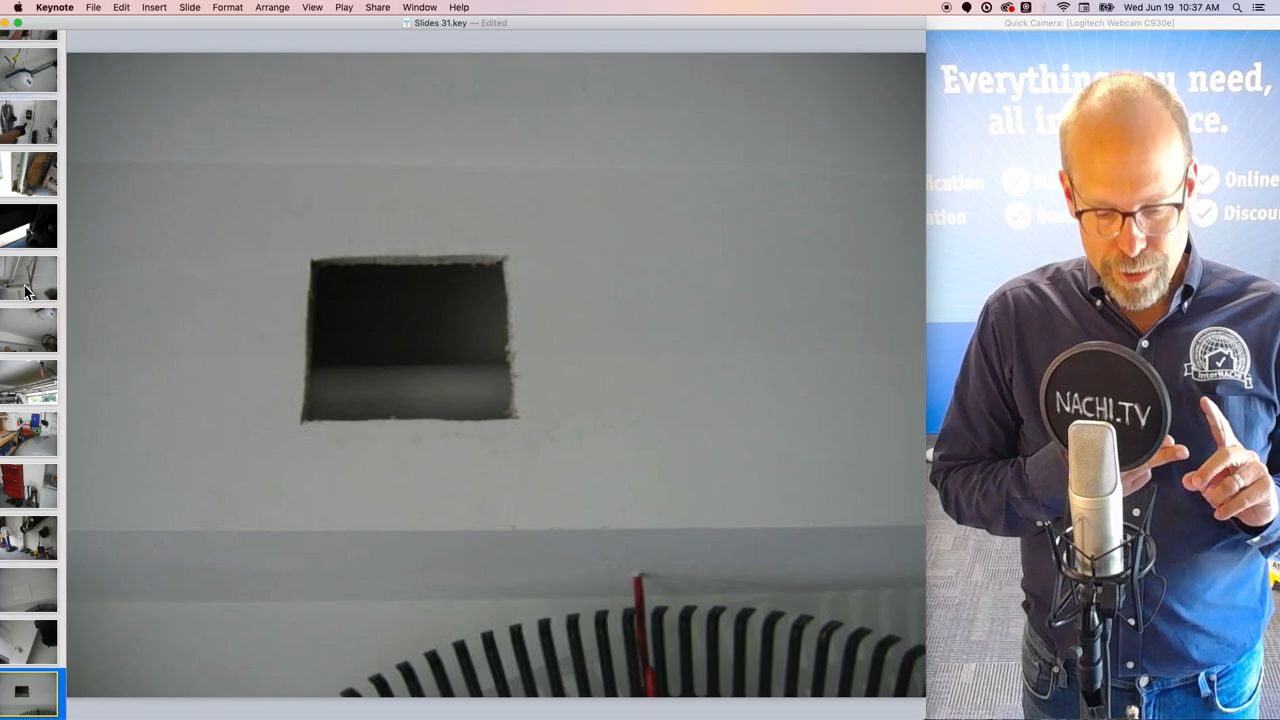 Keynote File Edit Insert Slide Format Arrange View Play Share Window Help Wed Jun 19 10:37 AM
Slides 31.key — Edited
Quick Camera: [Logitech Webcam C930e]
Everything you need,
ce.
Online
Discou
InterNACHI
NACHI.TV